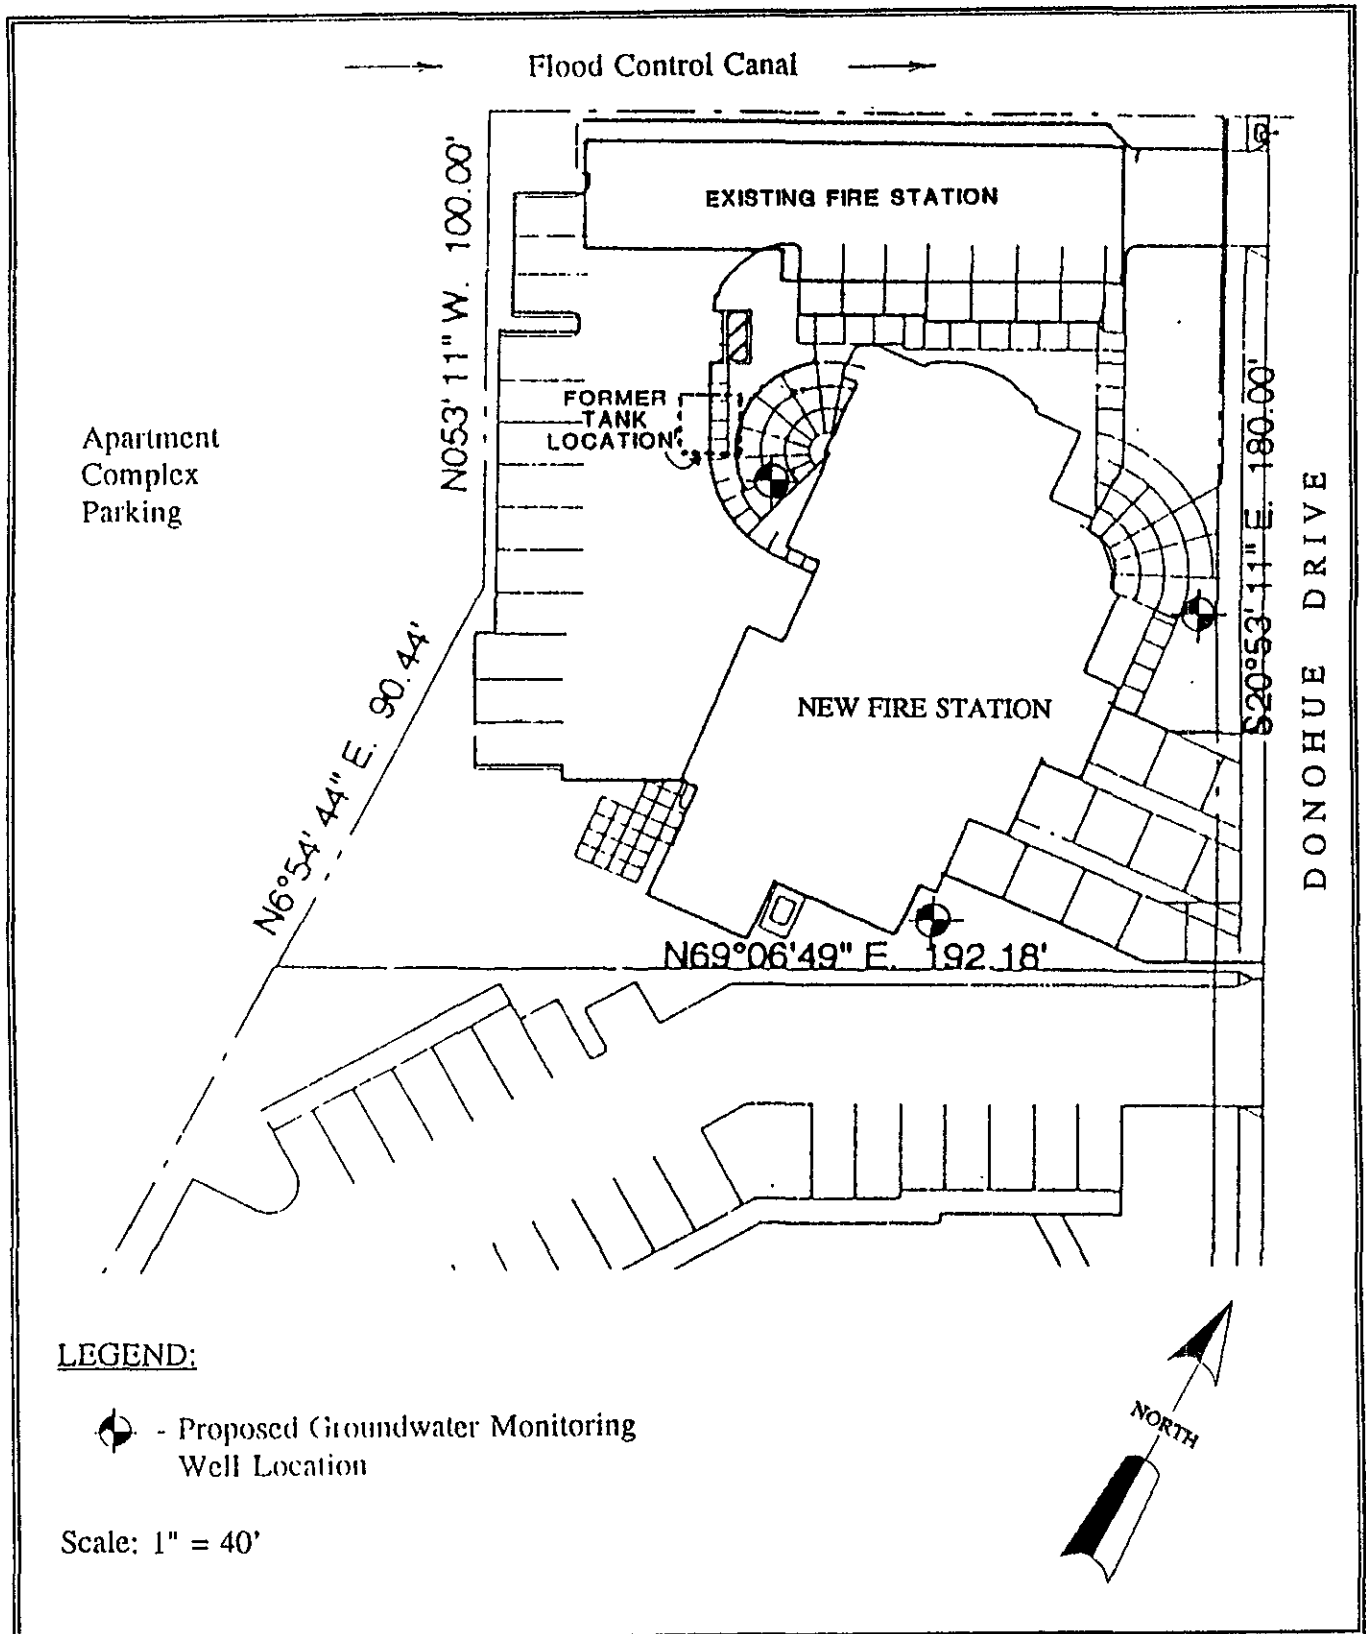 Flood Control Canal
EXISTING FIRE STATION
N053' 11" W. 100.00'
FORMER
TANK
LOCATION
Apartment
Complex
Parking
S20°53' 11" E. 180.00'
DONOHUE DRIVE
NEW FIRE STATION
N6°54' 44" E. 90.44'
N69°06'49" E. 192.18'
LEGEND:
- Proposed Groundwater Monitoring
Well Location
NORTH
Scale: 1" = 40'